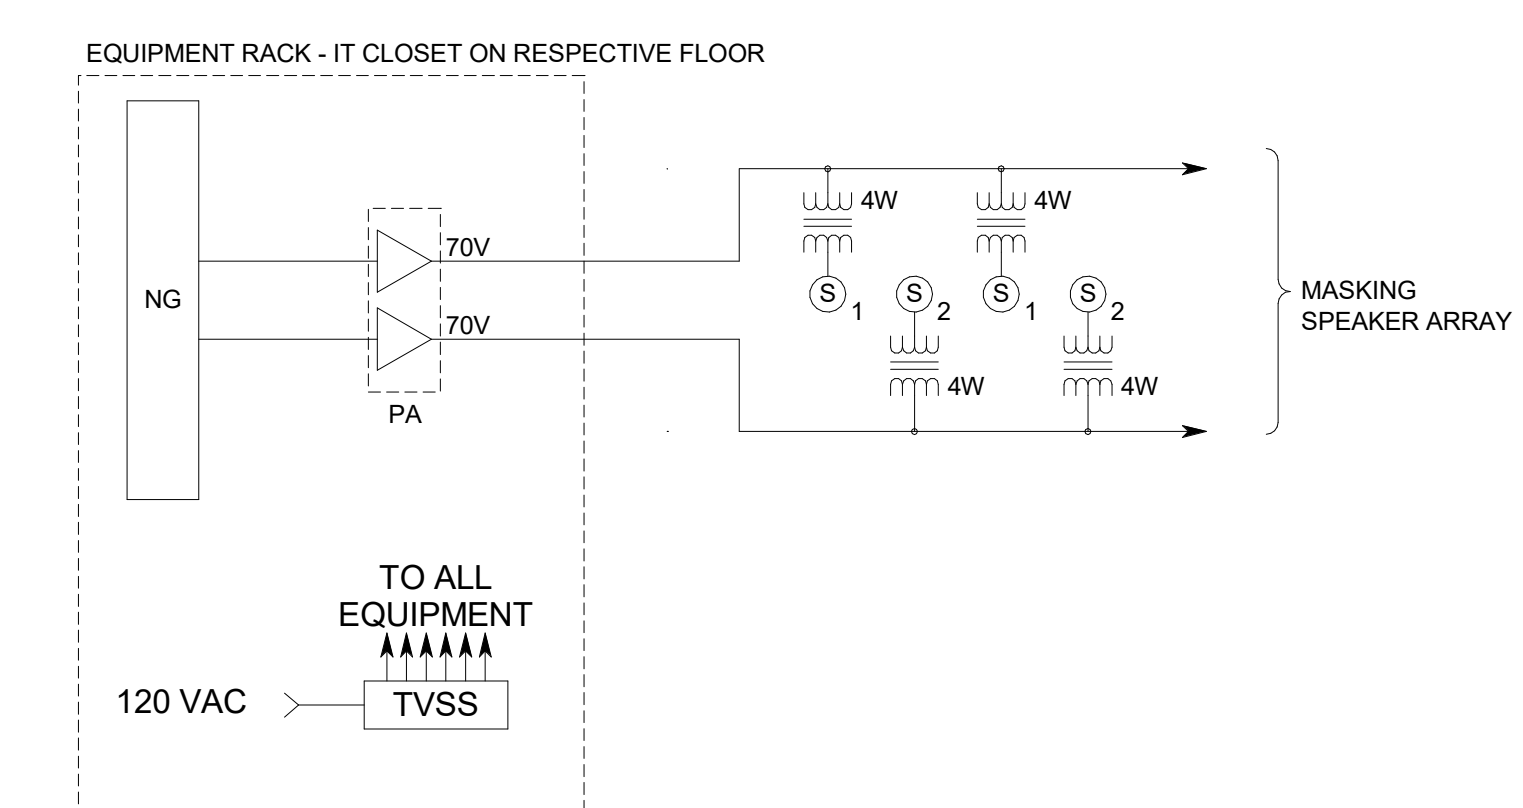 EQUIPMENT RACK - IT CLOSET ON RESPECTIVE FLOOR
NG
70V
70V
PA
4W
4W
S
1
S
2
S
1
S
2
4W
4W
MASKING
SPEAKER ARRAY
TO ALL
EQUIPMENT
120 VAC
TVSS